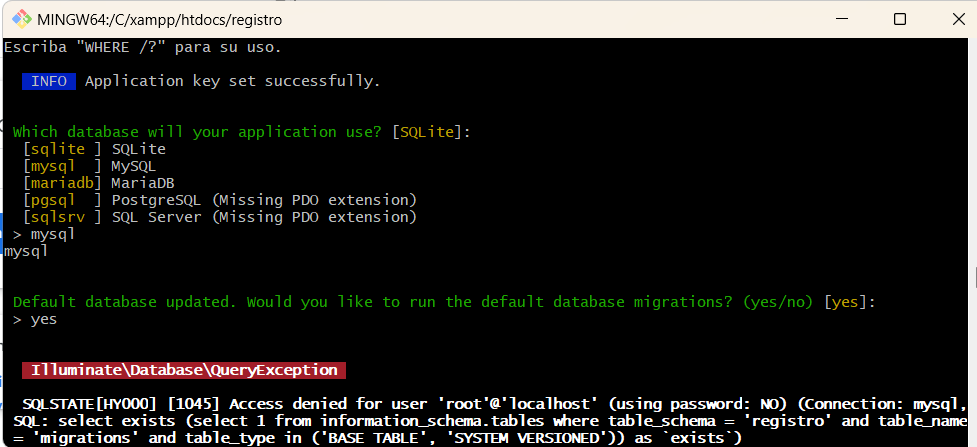 MINGW64:/C/xampp/htdocs/registro
Escriba "WHERE /?" para su uso.
INFO Application key set successfully.
Which database will your application use? [SQLite]:
[sqlite ] SQLite
[mysql  ] MySQL
[mariadb] MariaDB
[pgsql  ] PostgreSQL (Missing PDO extension)
[sqlsrv ] SQL Server (Missing PDO extension)
> mysql
mysql
Default database updated. Would you like to run the default database migrations? (yes/no) [yes]:
> yes
Illuminate\Database\QueryException
SQLSTATE[HY000] [1045] Access denied for user 'root'@'localhost' (using password: NO) (Connection: mysql,
SQL: select exists (select 1 from information_schema.tables where table_schema = 'registro' and table_name
= 'migrations' and table_type in ('BASE TABLE', 'SYSTEM VERSIONED')) as `exists`)